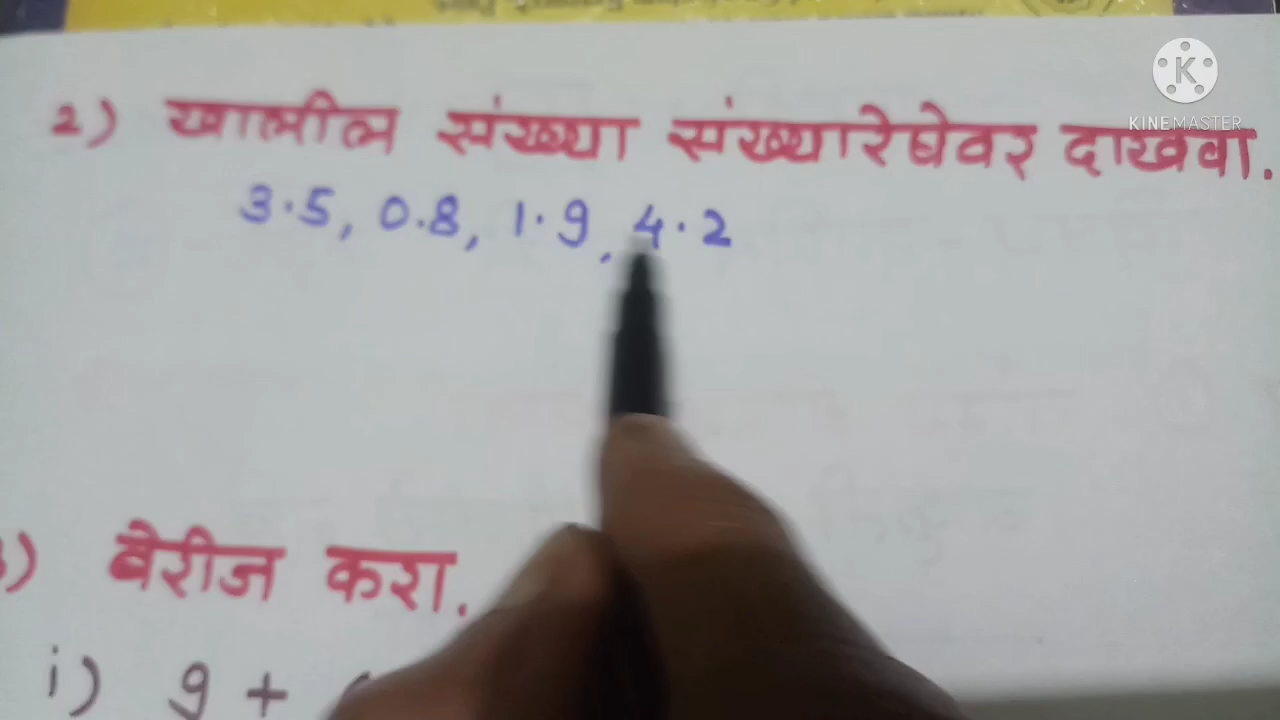 2) खालील संख्या संख्यारेषेवर दाखवा.
3.5, 0.8, 1.9, 4.2
) बेरीज करा.
i) 9 +
K
KINEMASTER